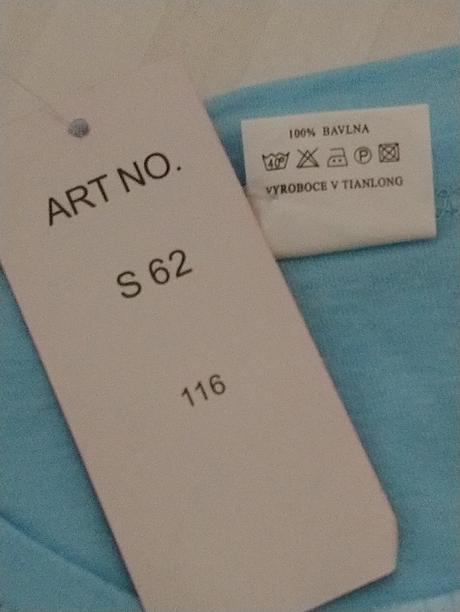 ART NO.
S 62
116
100% BAVLNA
40°
P
VYROBOCE V TIANLONG